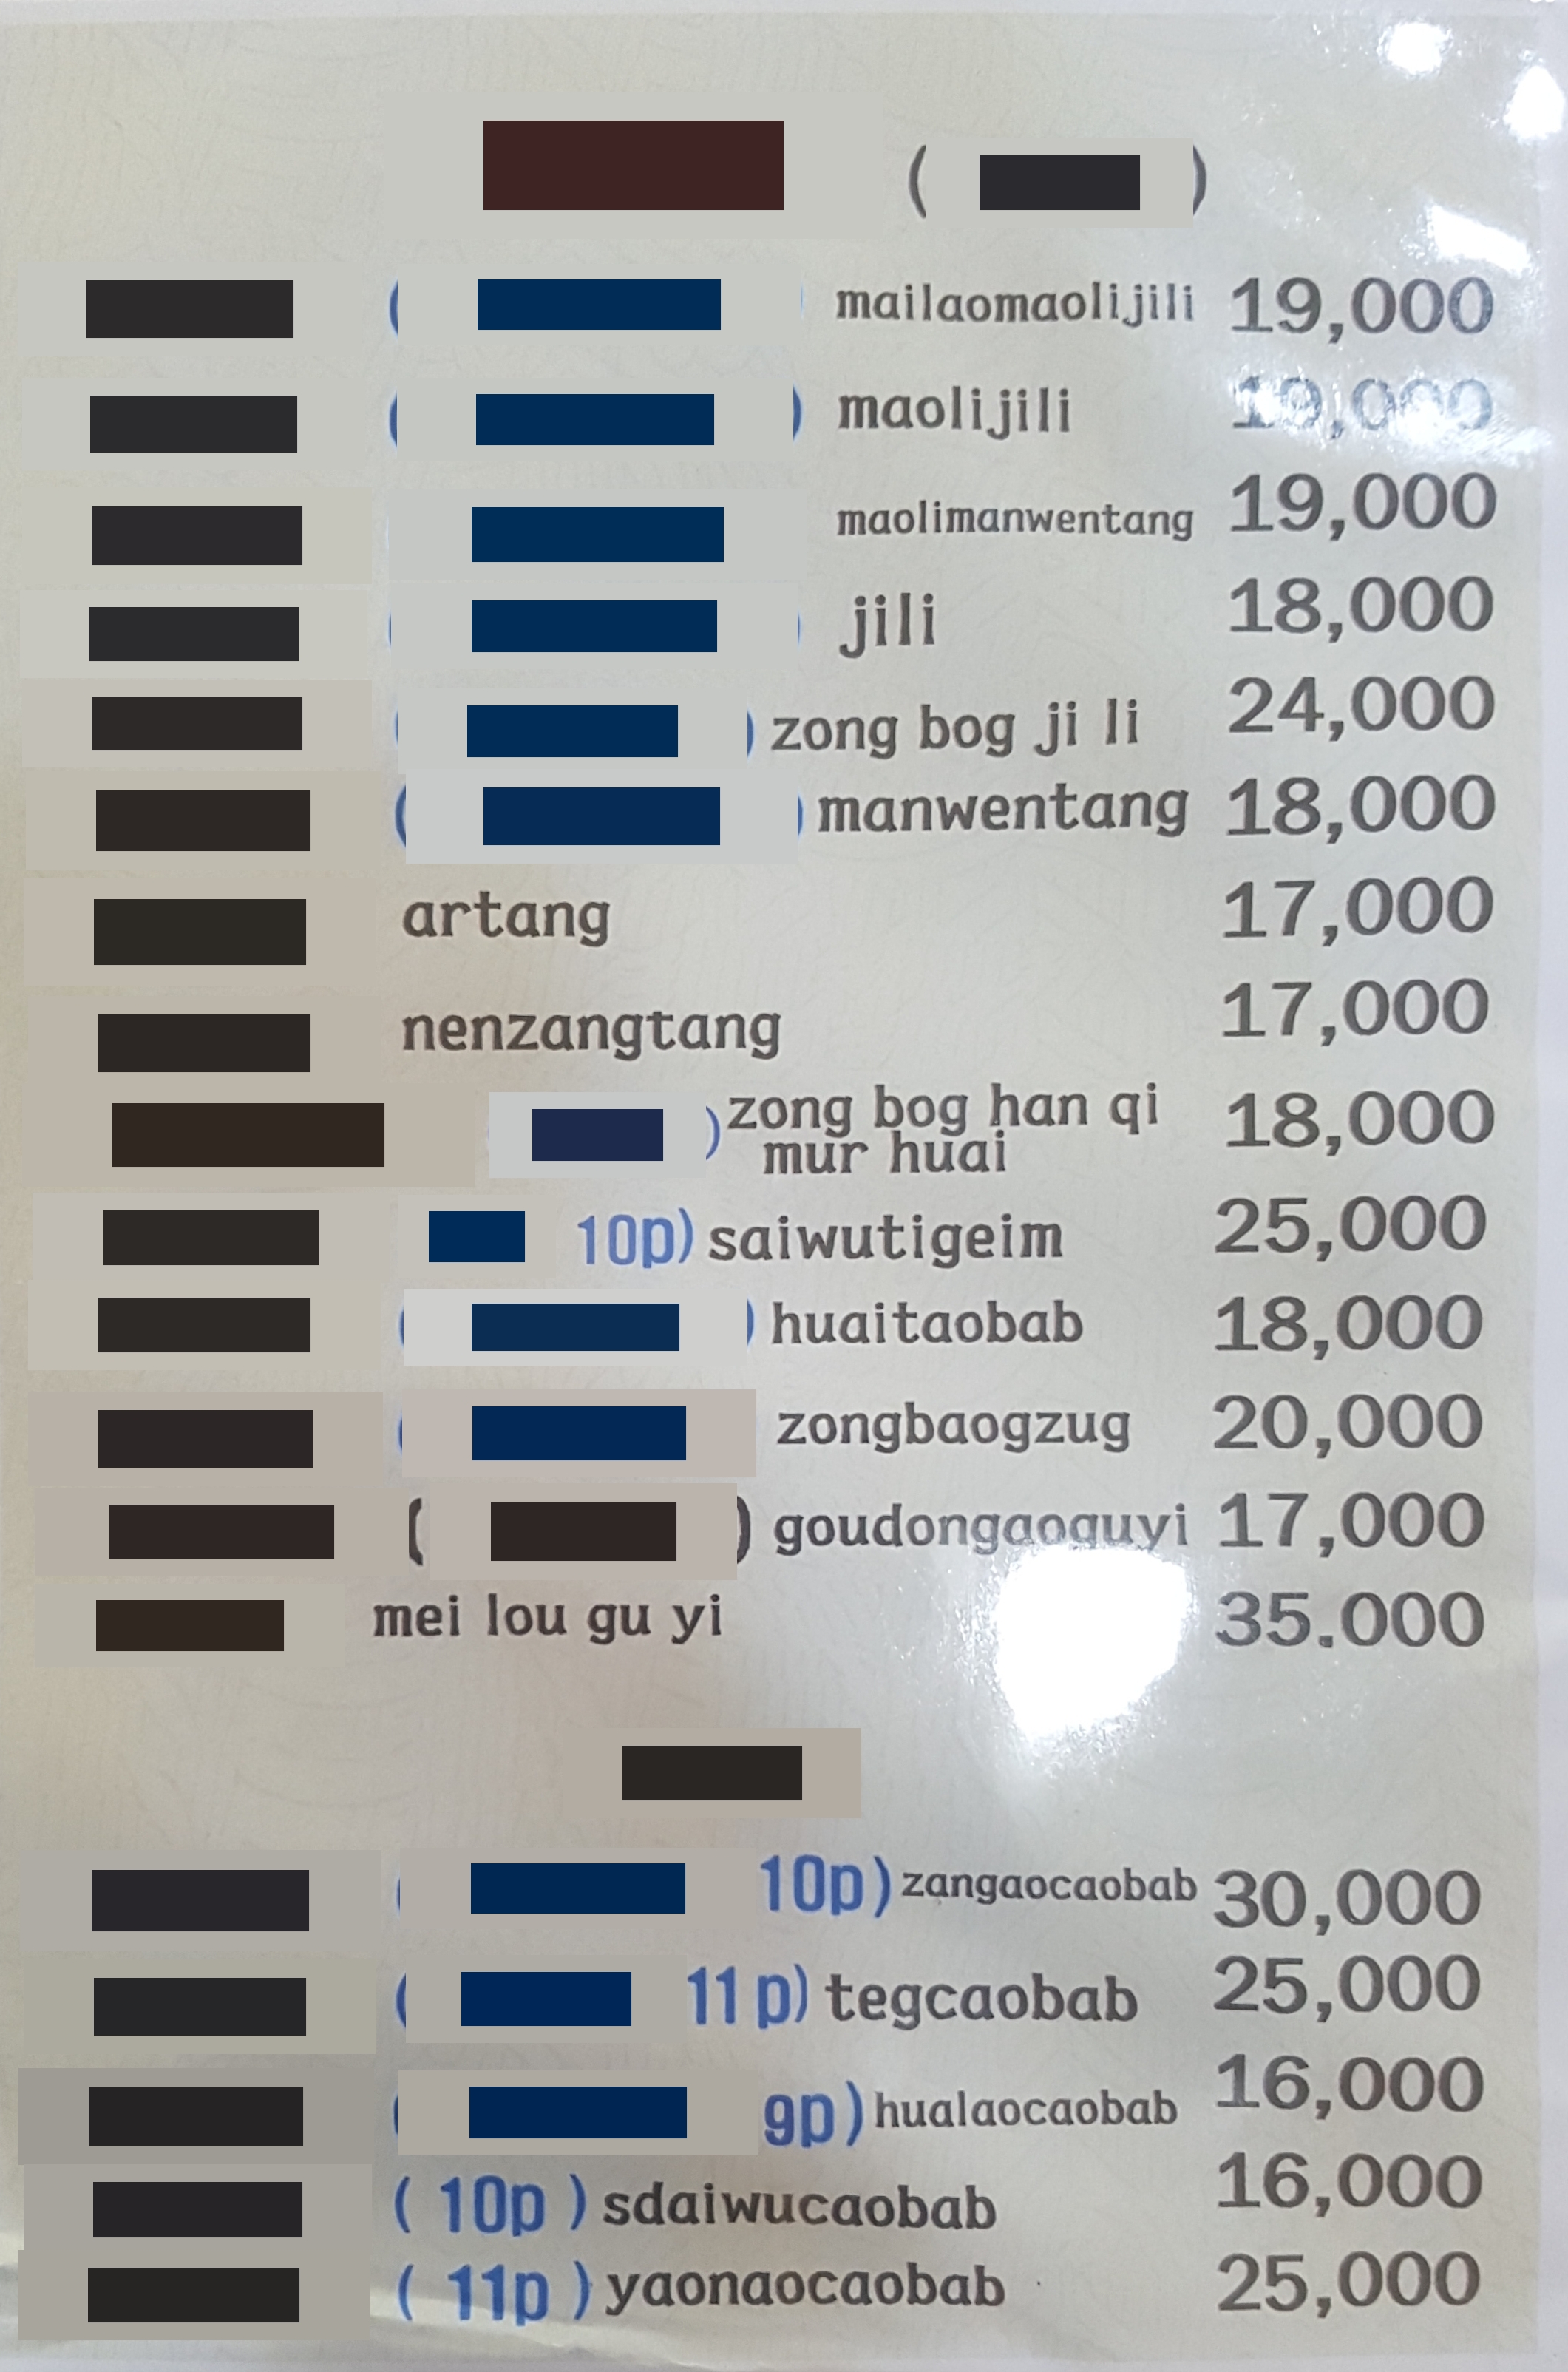 ( )
( mailaomaolijili 19,000
( ) maolijili 19,000
maolimanwentang 19,000
( ) jili 18,000
( ) zong bog ji li 24,000
( ) manwentang 18,000
artang 17,000
nenzangtang 17,000
) zong bog han qi 18,000
mur huai
10p) saiwutigeim 25,000
( ) huaitaobab 18,000
( zongbaogzug 20,000
( ) goudongaoguyi 17,000
mei lou gu yi 35.000
( 10p) zangaocaobab 30,000
( 11p) tegcaobab 25,000
( 9p) hualaocaobab 16,000
( 10p ) sdaiwucaobab 16,000
( 11p ) yaonaocaobab 25,000